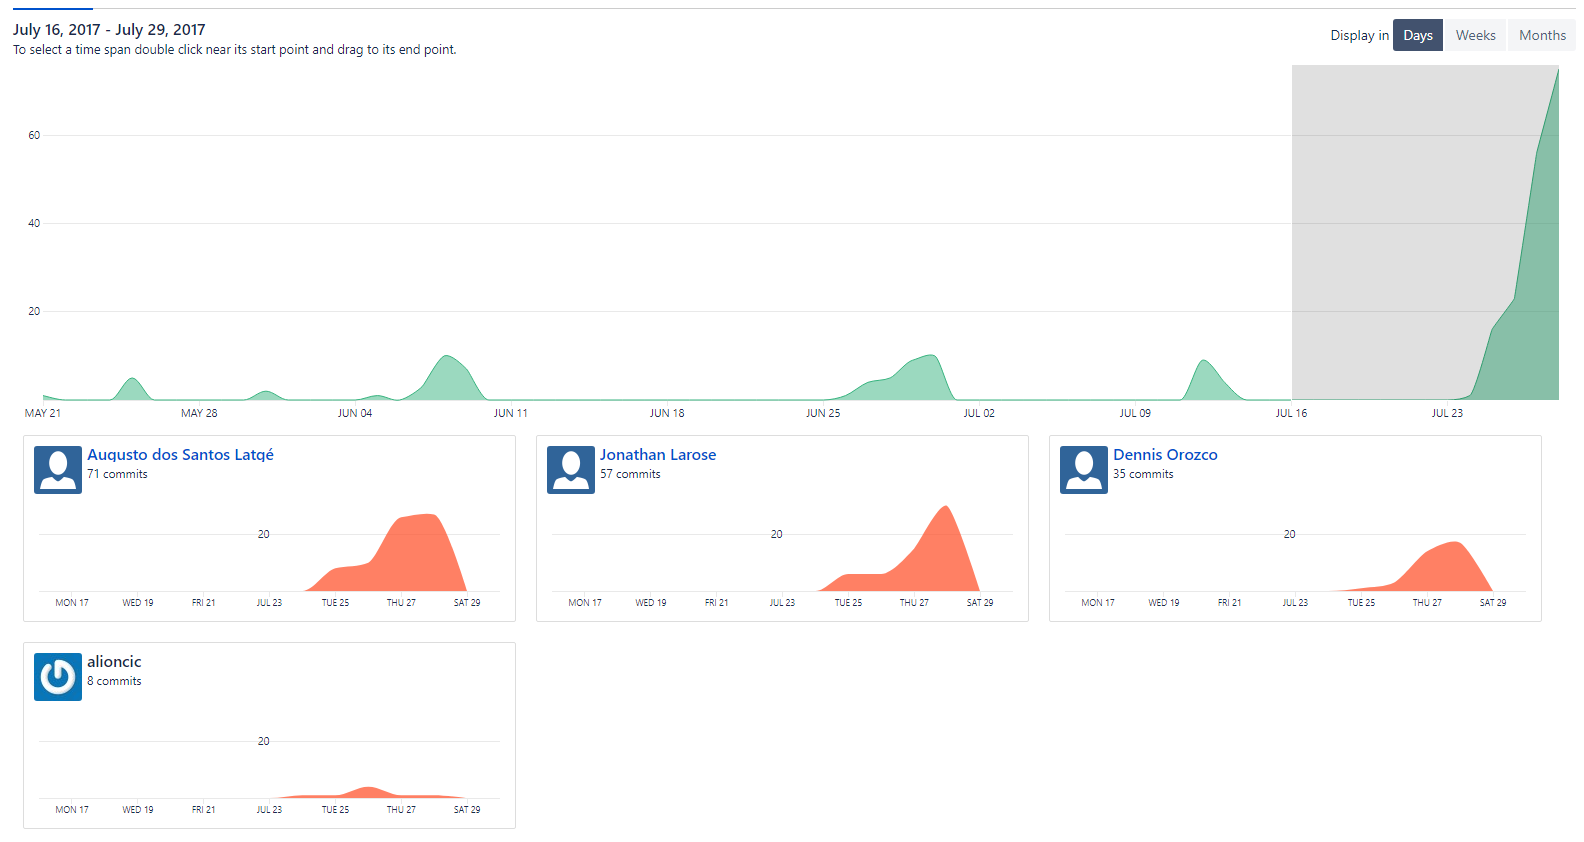 July 16, 2017 - July 29, 2017
To select a time span double click near its start point and drag to its end point.
Display in Days Weeks Months
60
40
20
MAY 21 MAY 28 JUN 04 JUN 11 JUN 18 JUN 25 JUL 02 JUL 09 JUL 16 JUL 23
Augusto dos Santos Latgé
71 commits
20
MON 17 WED 19 FRI 21 JUL 23 TUE 25 THU 27 SAT 29
Jonathan Larose
57 commits
20
MON 17 WED 19 FRI 21 JUL 23 TUE 25 THU 27 SAT 29
Dennis Orozco
35 commits
20
MON 17 WED 19 FRI 21 JUL 23 TUE 25 THU 27 SAT 29
alioncic
8 commits
20
MON 17 WED 19 FRI 21 JUL 23 TUE 25 THU 27 SAT 29